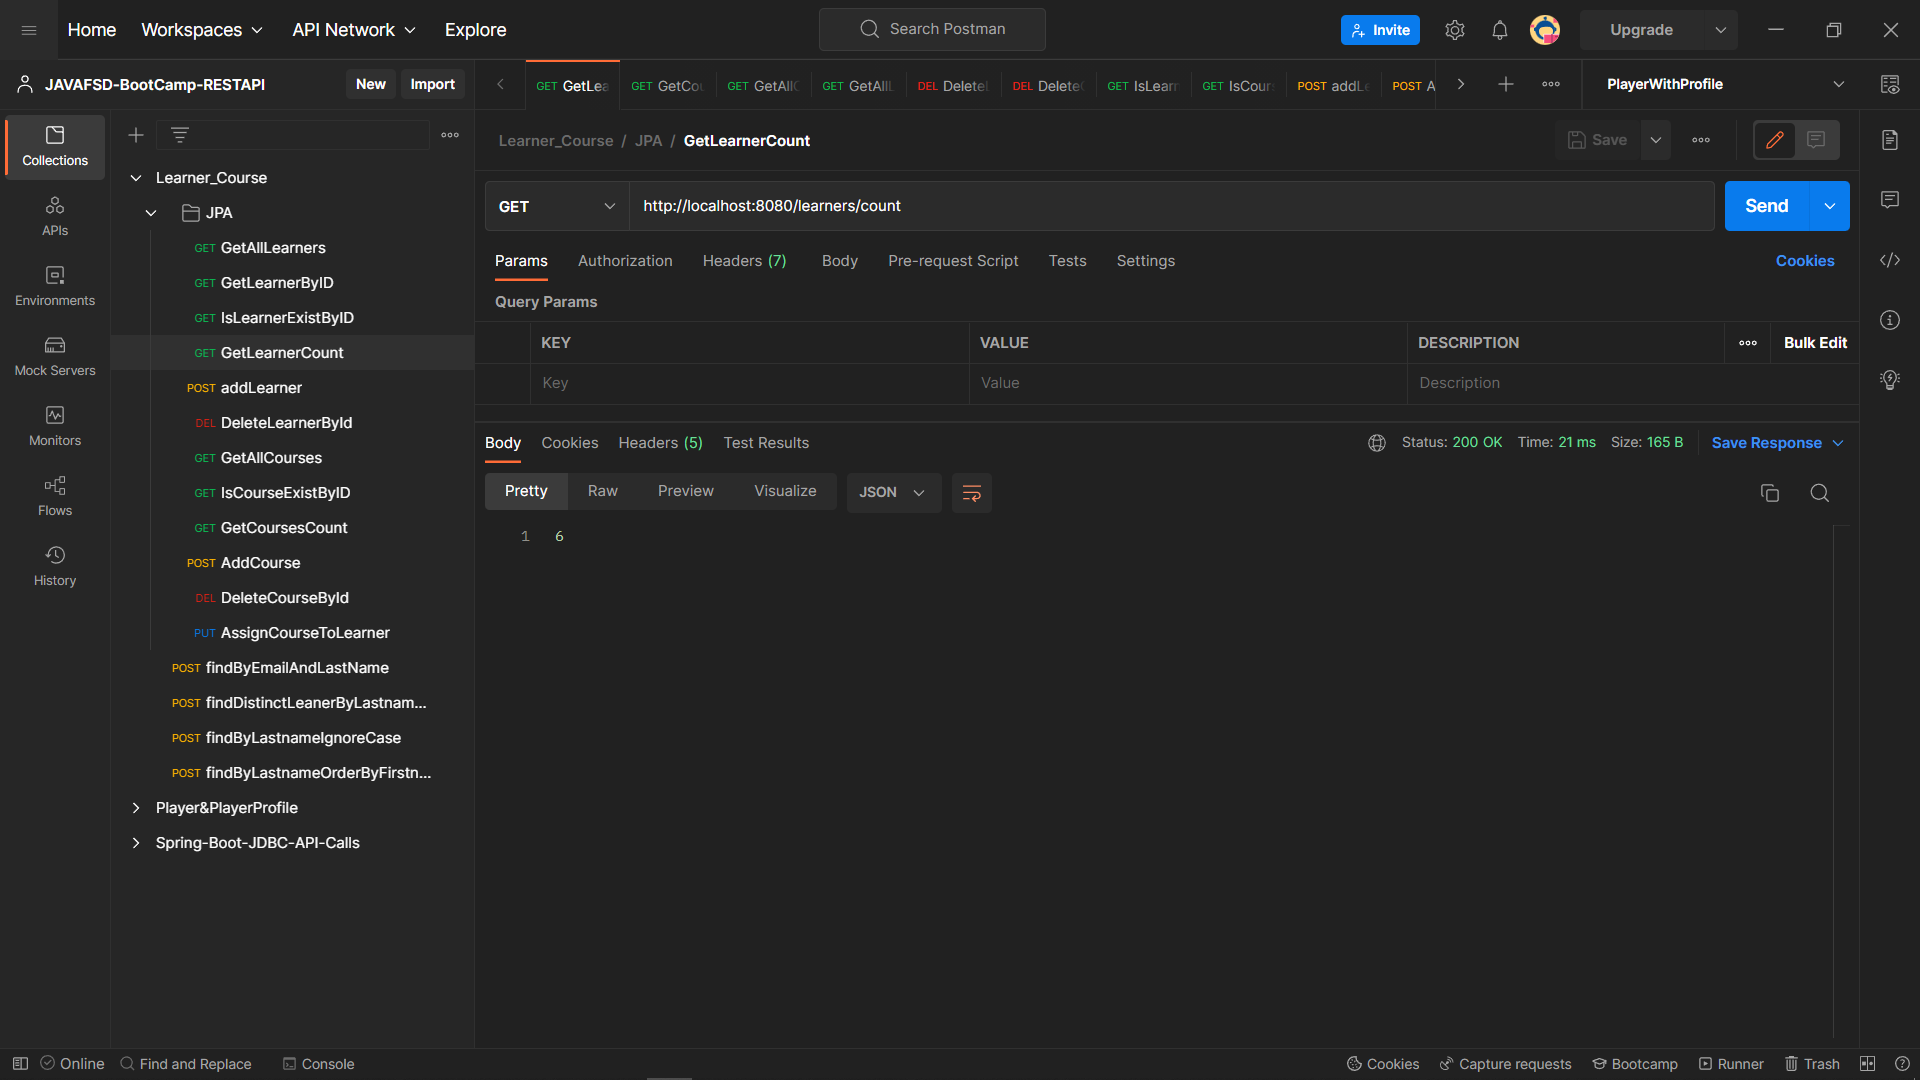 Home Workspaces API Network Explore Search Postman Invite Upgrade
JAVAFSD-BootCamp-RESTAPI New Import
GET GetLea GET GetCou GET GetAllC GET GetAllL DEL DeleteL DEL DeleteC GET IsLearn GET IsCours POST addLe POST A PlayerWithProfile
Collections
APIs
Environments
Mock Servers
Monitors
Flows
History
Learner_Course
JPA
GET GetAllLearners
GET GetLearnerByID
GET IsLearnerExistByID
GET GetLearnerCount
POST addLearner
DEL DeleteLearnerById
GET GetAllCourses
GET IsCourseExistByID
GET GetCoursesCount
POST AddCourse
DEL DeleteCourseById
PUT AssignCourseToLearner
POST findByEmailAndLastName
POST findDistinctLeanerByLastnam...
POST findByLastnameIgnoreCase
POST findByLastnameOrderByFirstn...
Player&PlayerProfile
Spring-Boot-JDBC-API-Calls
Learner_Course / JPA / GetLearnerCount Save
GET http://localhost:8080/learners/count Send
Params Authorization Headers (7) Body Pre-request Script Tests Settings Cookies
Query Params
KEY VALUE DESCRIPTION Bulk Edit
Key Value Description
Body Cookies Headers (5) Test Results Status: 200 OK Time: 21 ms Size: 165 B Save Response
Pretty Raw Preview Visualize JSON
1 6
Online Find and Replace Console Cookies Capture requests Bootcamp Runner Trash